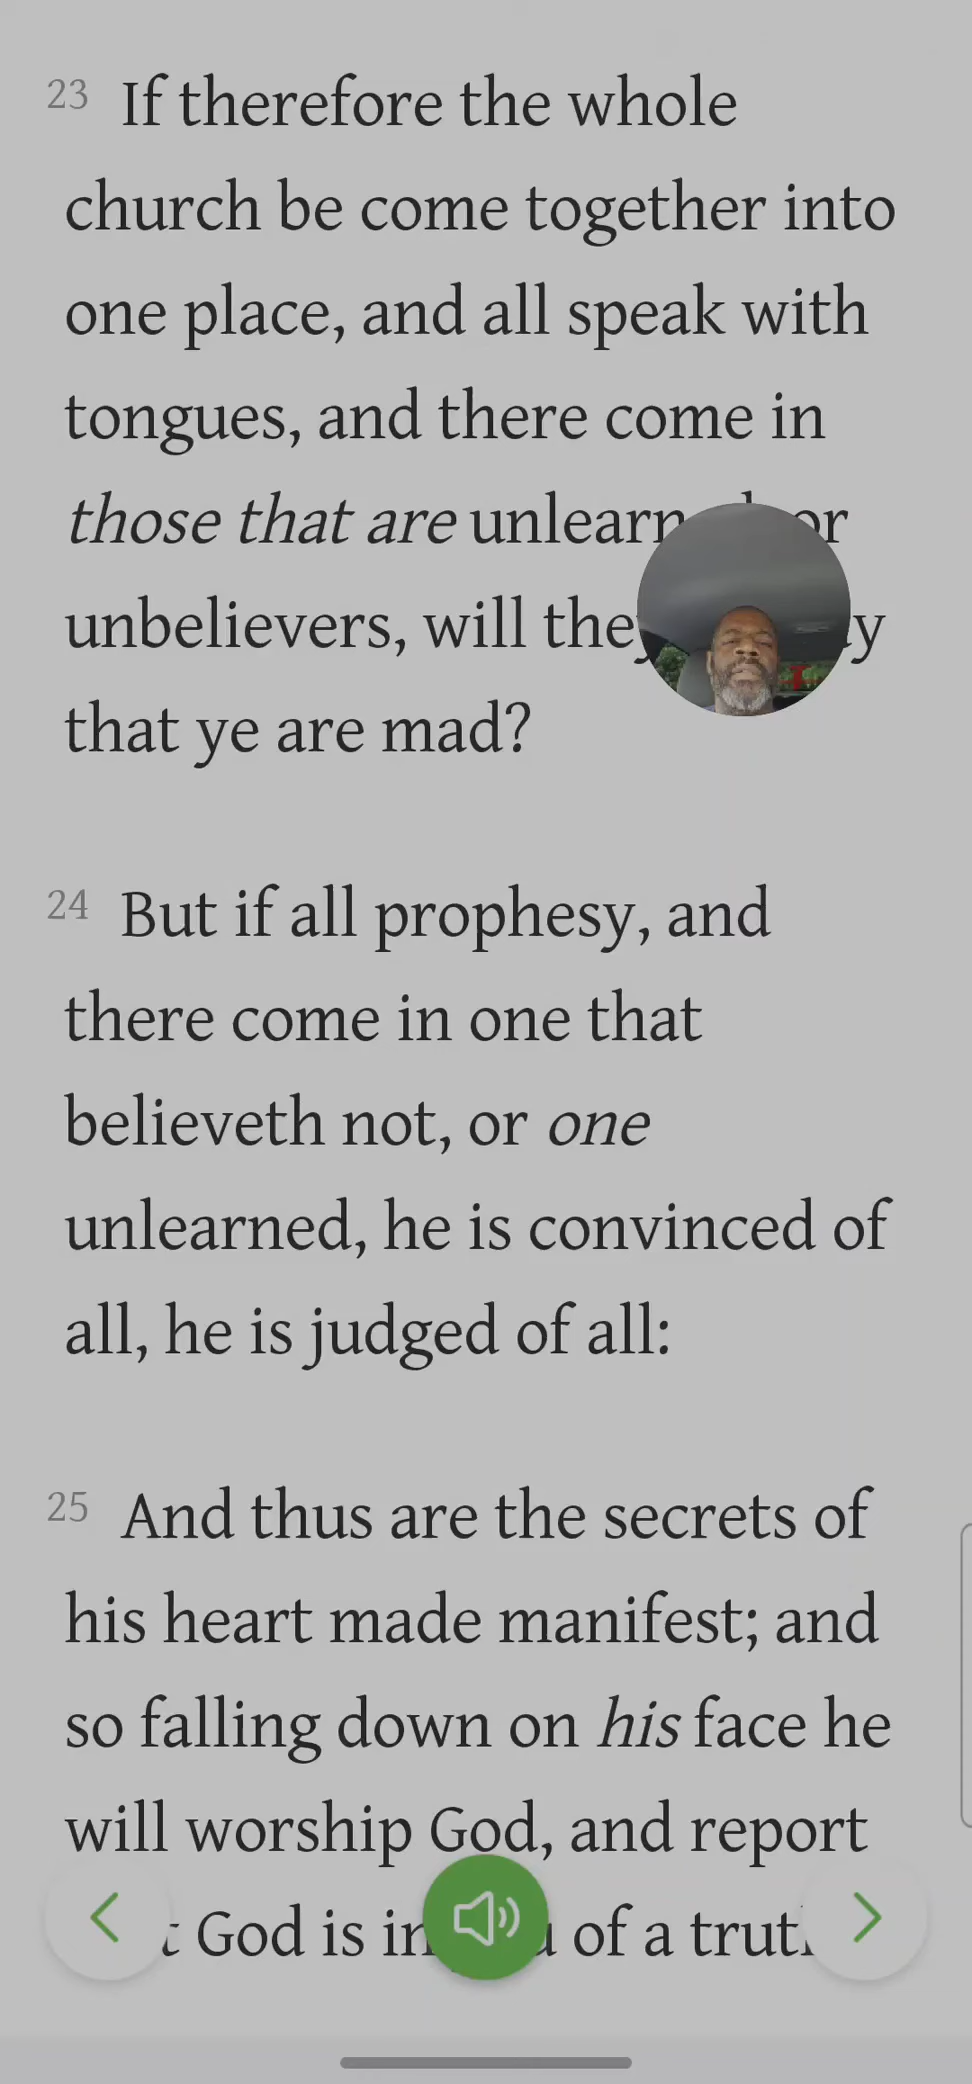 23 If therefore the whole
church be come together into
one place, and all speak with
tongues, and there come in
those that are or
unbelievers, will
that ye are mad?
24 But if all prophesy, and
there come in one that
believeth not, or one
unlearned, he is convinced of
all, he is judged of all:
25 And thus are the secrets of
his heart made manifest; and
so falling down on his face he
will worship God, and report
God is of a